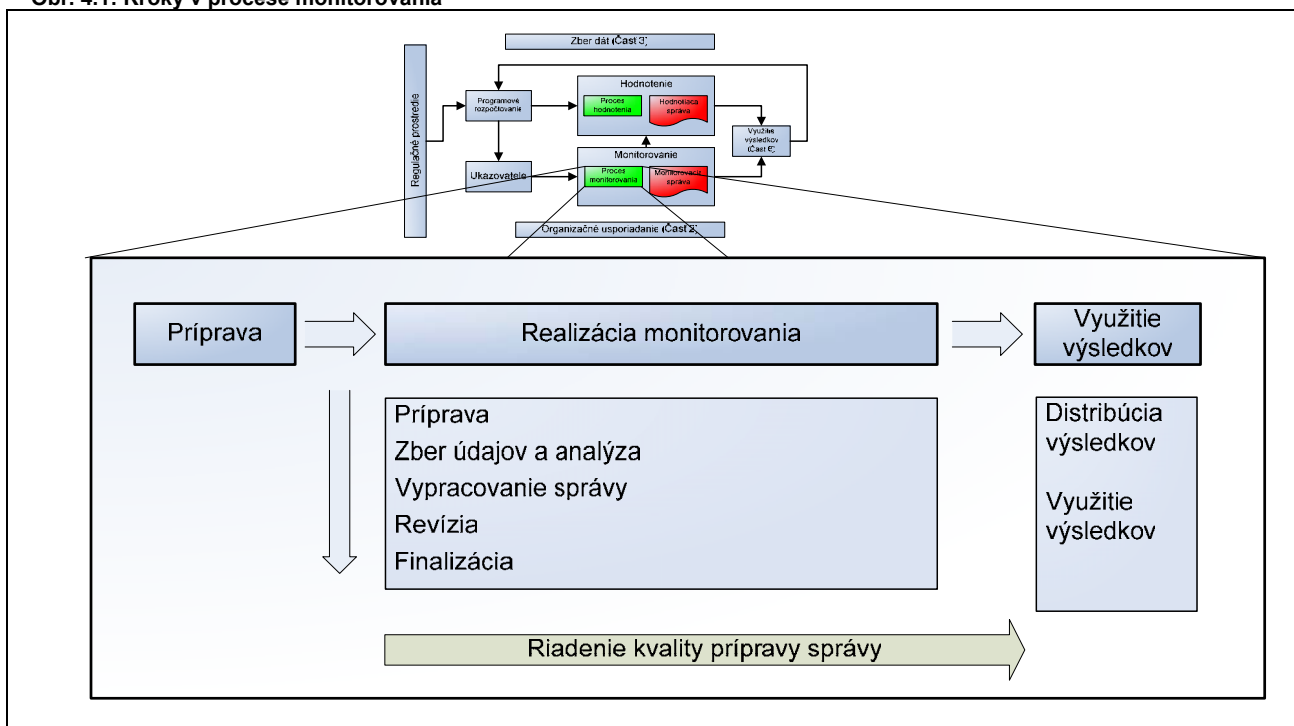 Obr. 4.1: Kroky v procese monitorovania
Zber dát (Časť 3)
Regulačné prostredie
Programové
rozpočtovanie
Hodnotenie
Proces
hodnotenia
Hodnotiaca
správa
Využitie
výsledkov
(Časť 6)
Ukazovatele
Monitorovanie
Proces
monitorovania
Monitorovacia
správa
Organizačné usporiadanie (Časť 2)
Príprava
Realizácia monitorovania
Využitie
výsledkov
Príprava
Zber údajov a analýza
Vypracovanie správy
Revízia
Finalizácia
Distribúcia
výsledkov
Využitie
výsledkov
Riadenie kvality prípravy správy